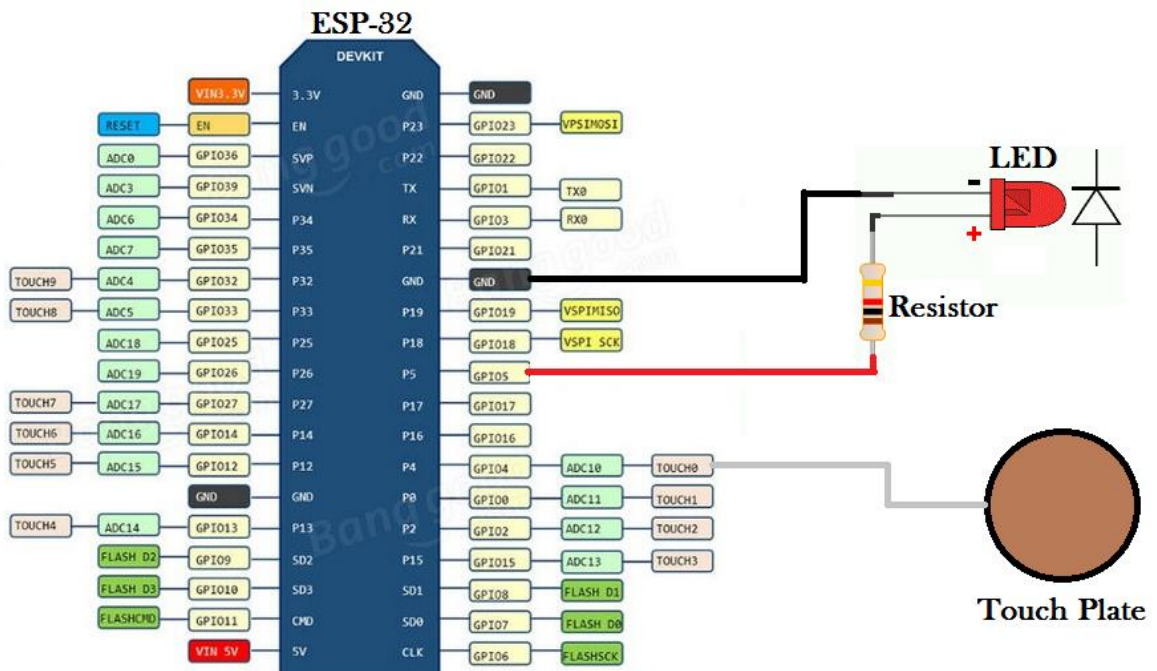 ESP-32
DEVKIT
VIN3.3V 3.3V GND GND
RESET EN EN P23 GPIO23 VPSIMOSI
ADC0 GPIO36 SVP P22 GPIO22
ADC3 GPIO39 SVN TX GPIO1 TX0
ADC6 GPIO34 P34 RX GPIO3 RX0
ADC7 GPIO35 P35 P21 GPIO21
TOUCH9 ADC4 GPIO32 P32 GND GND
TOUCH8 ADC5 GPIO33 P33 P19 GPIO19 VSPIMISO
ADC18 GPIO25 P25 P18 GPIO18 VSPI SCK
ADC19 GPIO26 P26 P5 GPIO5
TOUCH7 ADC17 GPIO27 P27 P17 GPIO17
TOUCH6 ADC16 GPIO14 P14 P16 GPIO16
TOUCH5 ADC15 GPIO12 P12 P4 GPIO4 ADC10 TOUCH0
GND GND P0 GPIO0 ADC11 TOUCH1
TOUCH4 ADC14 GPIO13 P13 P2 GPIO2 ADC12 TOUCH2
FLASH D2 GPIO9 SD2 P15 GPIO15 ADC13 TOUCH3
FLASH D3 GPIO10 SD3 SD1 GPIO8 FLASH D1
FLASHCMD GPIO11 CMD SD0 GPIO7 FLASH D0
VIN 5V 5V CLK GPIO6 FLASHSCK
LED
-
+
Resistor
Touch Plate
Banggood
.com